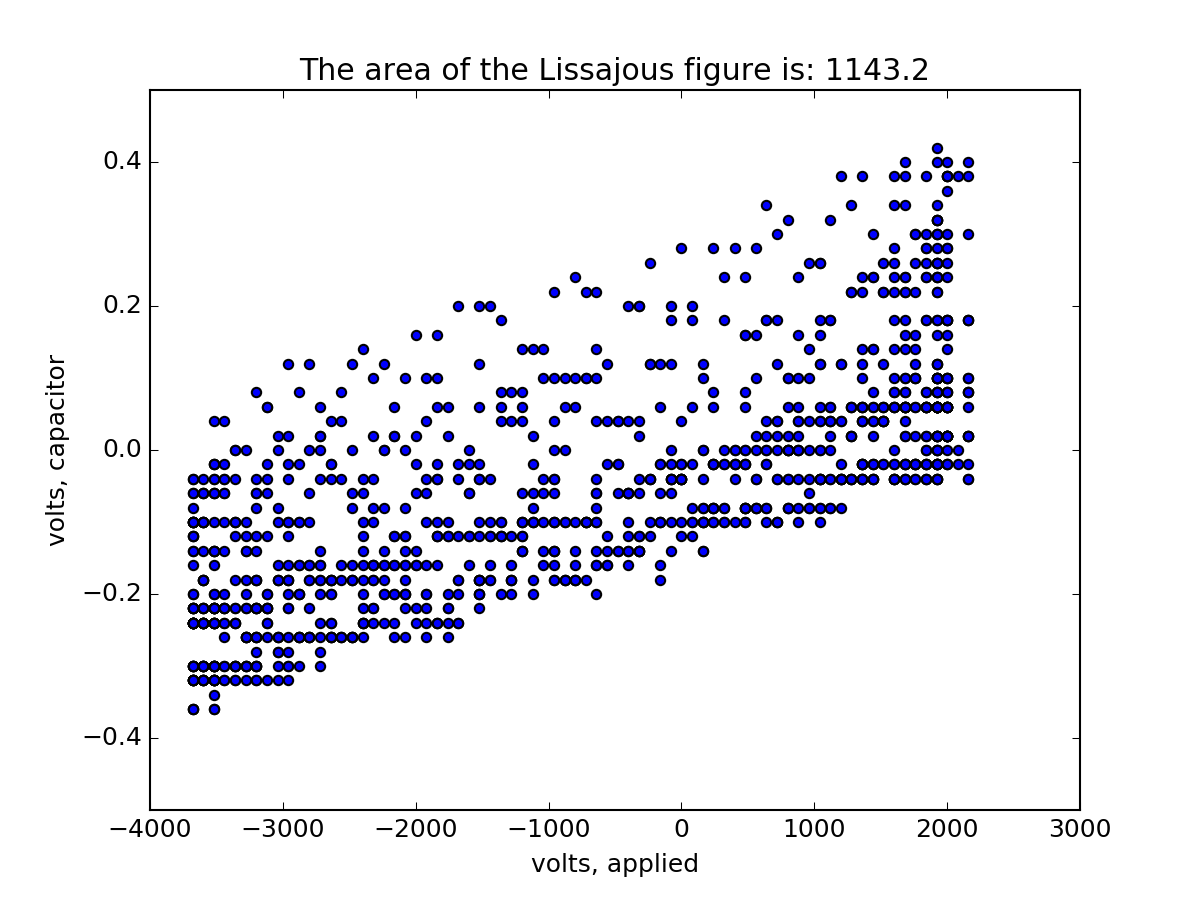 The area of the Lissajous figure is: 1143.2
0.4
0.2
0.0
−0.2
−0.4
volts, capacitor
−4000 −3000 −2000 −1000 0 1000 2000 3000
volts, applied